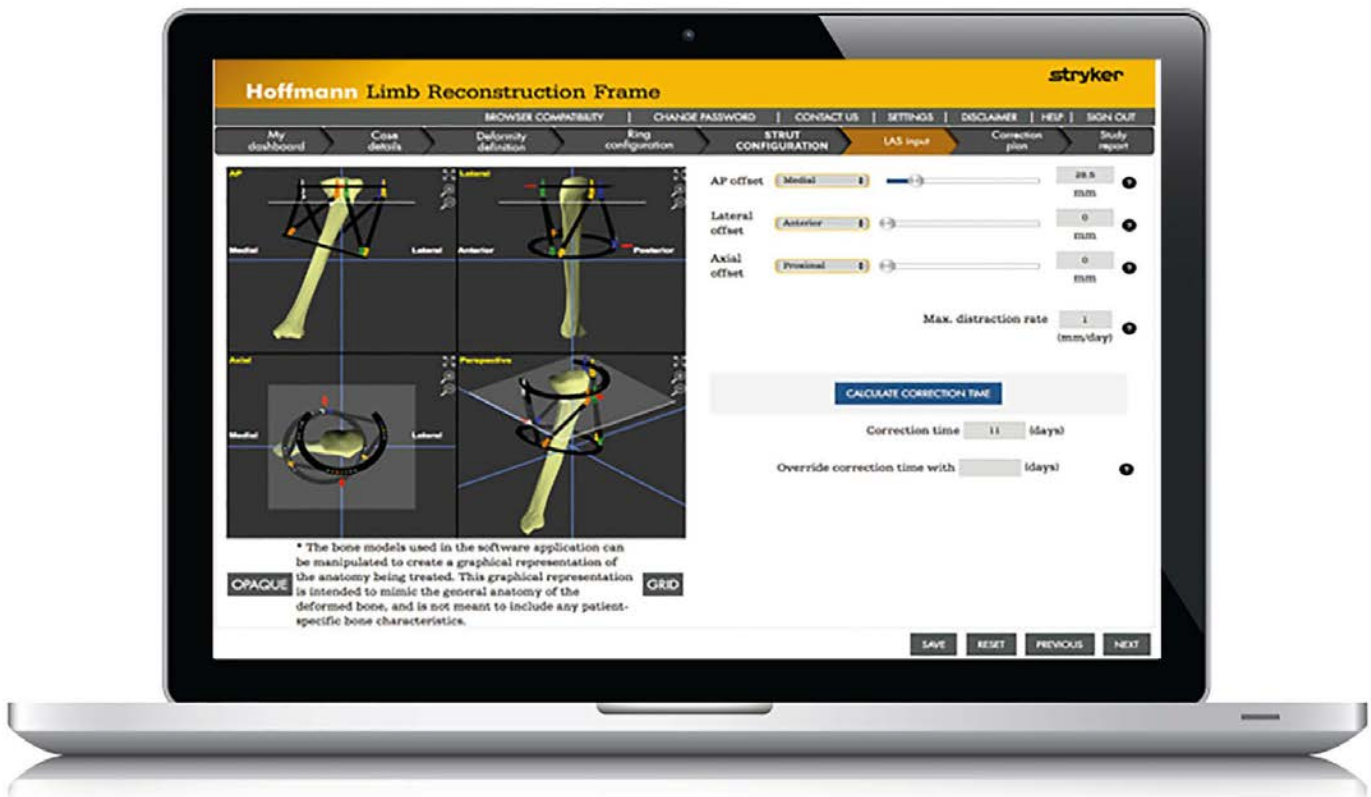 stryker
Hoffmann Limb Reconstruction Frame
BROWSER COMPATIBILITY | CHANGE PASSWORD | CONTACT US | SETTINGS | DISCLAIMER | HELP | SIGN OUT
My dashboard
Case details
Deformity definition
Ring configuration
STRUT CONFIGURATION
LAS input
Correction plan
Study report
AP
Medial
Lateral
Lateral
Anterior
Posterior
Axial
Medial
Lateral
Perspective
AP offset Medial 28.5 mm ?
Lateral offset Anterior 0 mm ?
Axial offset Proximal 0 mm ?
Max. distraction rate 1 (mm/day) ?
CALCULATE CORRECTION TIME
Correction time 11 (days)
Override correction time with (days) ?
* The bone models used in the software application can
be manipulated to create a graphical representation of
the anatomy being treated. This graphical representation
is intended to mimic the general anatomy of the
deformed bone, and is not meant to include any patient-
specific bone characteristics.
OPAQUE
GRID
SAVE RESET PREVIOUS NEXT